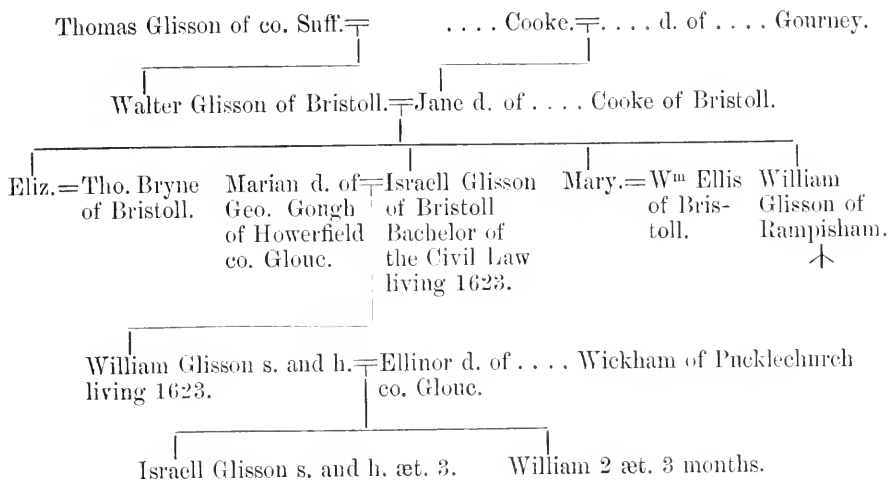 Thomas Glisson of co. Suff.╤ . . . . Cooke.╤. . . . d. of . . . . Gourney.
Walter Glisson of Bristoll.╤Jane d. of . . . . Cooke of Bristoll.
Eliz.=Tho. Bryne of Bristoll.
Marian d. of Geo. Gongh of Howerfield co. Glouc.╤Israell Glisson of Bristoll Bachelor of the Civil Law living 1623.
Mary.=Wᵐ Ellis of Bris- toll.
William Glisson of Rampisham.
William Glisson s. and h.╤Ellinor d. of . . . . Wickham of Pucklechurch
living 1623. co. Glouc.
Israell Glisson s. and h. æt. 3. William 2 æt. 3 months.